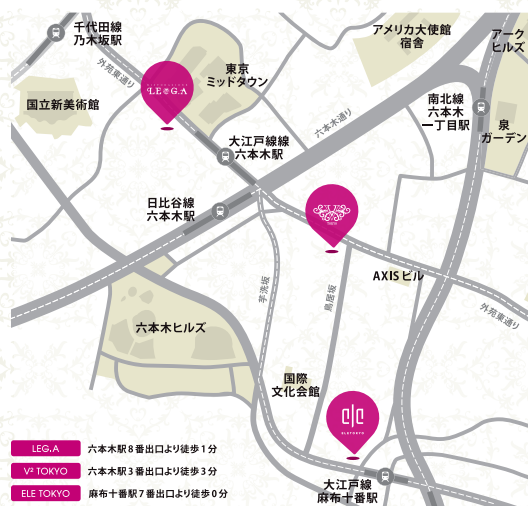 千代田線
乃木坂駅
外苑東通り
国立新美術館
LEG.A
東京
ミッドタウン
アメリカ大使館
宿舎
アーク
ヒルズ
六本木通り
南北線
六本木
一丁目駅
泉
ガーデン
大江戸線線
六本木駅
日比谷線
六本木駅
AXISビル
芋洗坂
鳥居坂
外苑東通り
六本木ヒルズ
国際
文化会館
ELE TOKYO
大江戸線
麻布十番駅
LEG.A 六本木駅8番出口より徒歩1分
V² TOKYO 六本木駅3番出口より徒歩3分
ELE TOKYO 麻布十番駅7番出口より徒歩0分